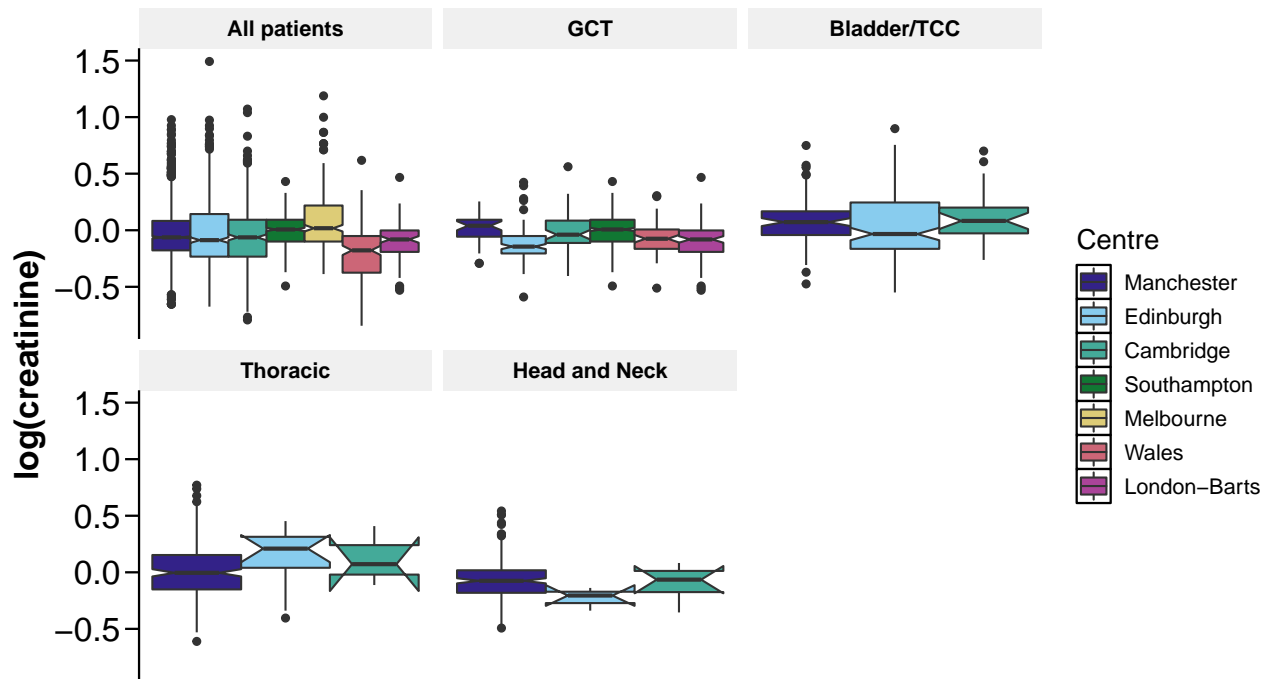 All patients GCT Bladder/TCC
1.5
1.0
0.5
0.0
−0.5
Thoracic Head and Neck
1.5
1.0
0.5
0.0
−0.5
log(creatinine)
Centre
Manchester
Edinburgh
Cambridge
Southampton
Melbourne
Wales
London−Barts